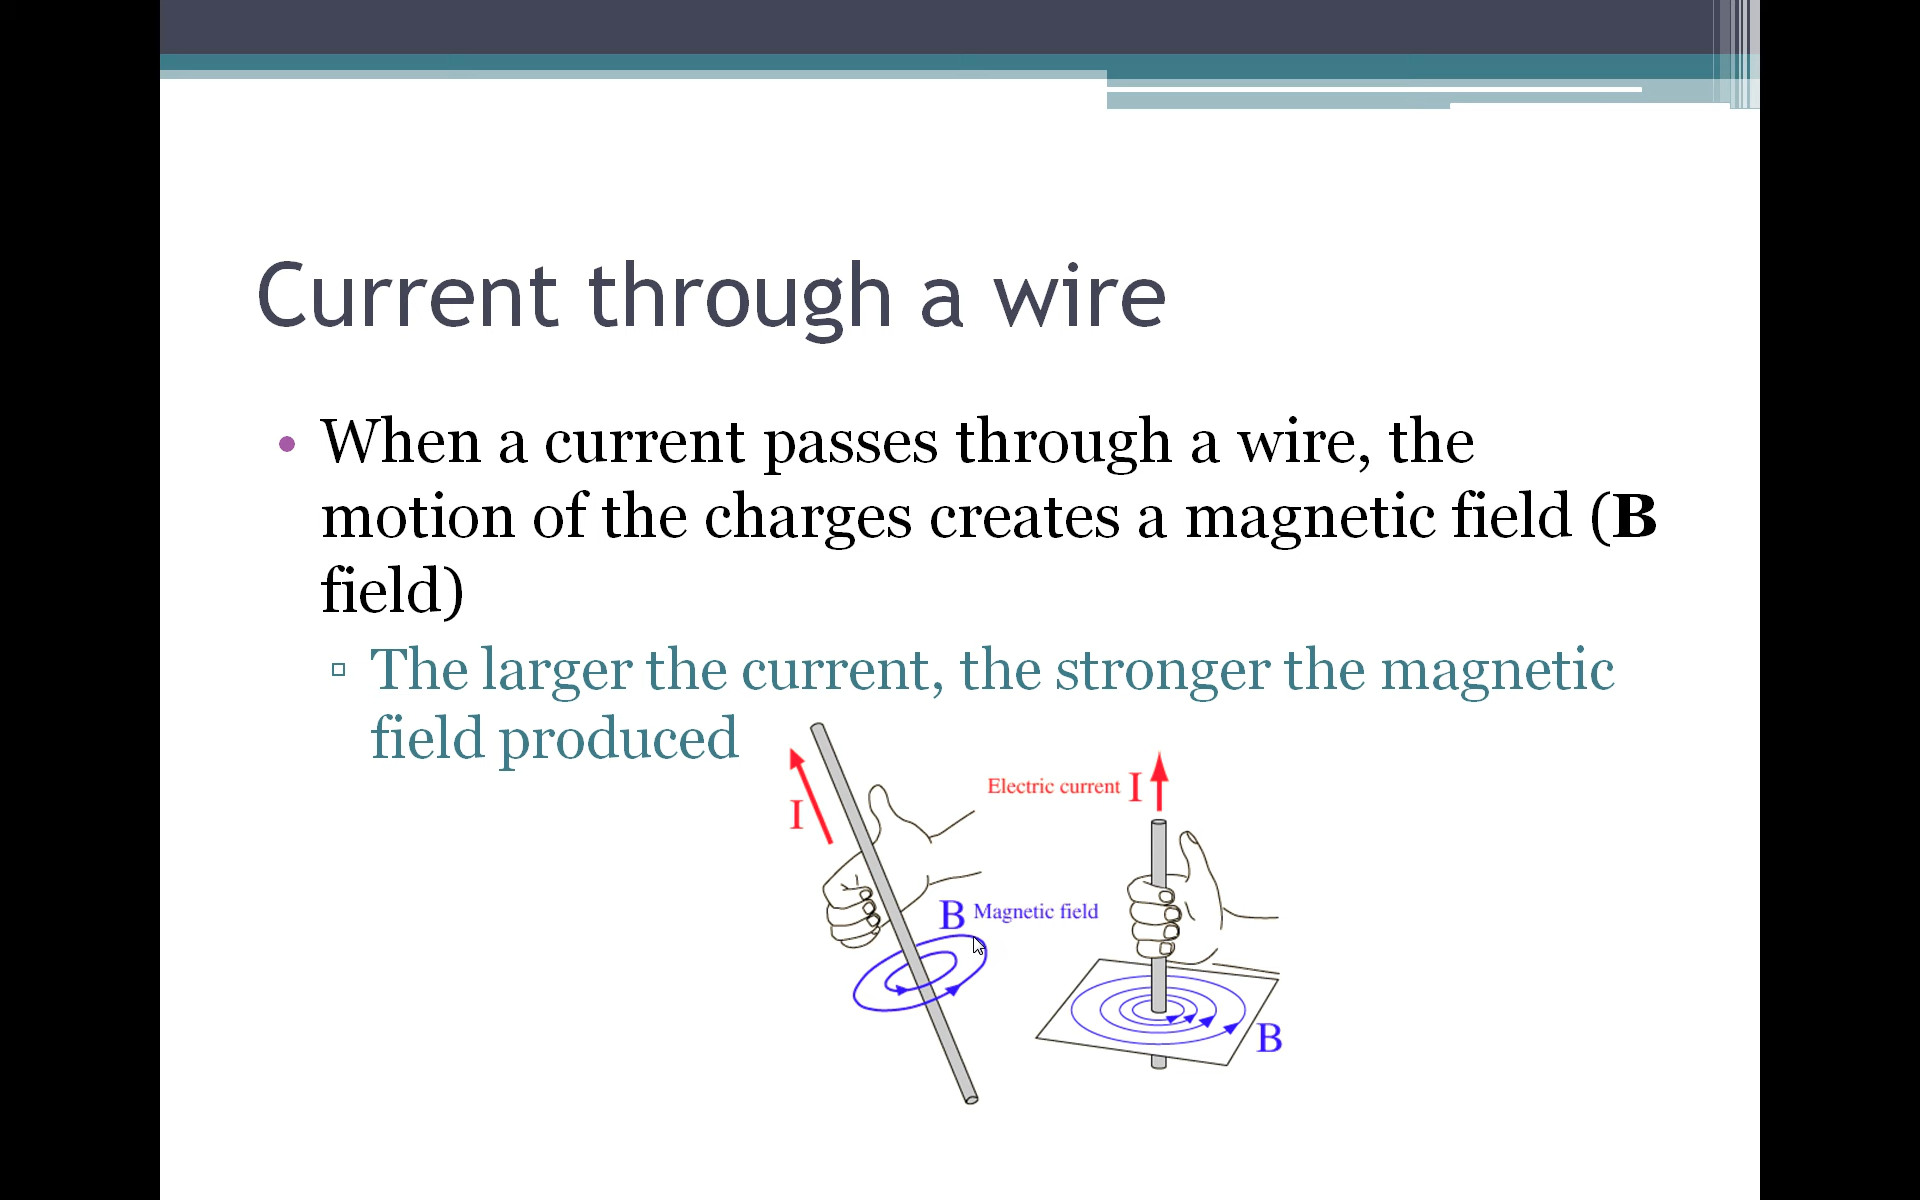 Current through a wire
• When a current passes through a wire, the
motion of the charges creates a magnetic field (B
field)
▫ The larger the current, the stronger the magnetic
field produced
I
Electric current I
B Magnetic field
B